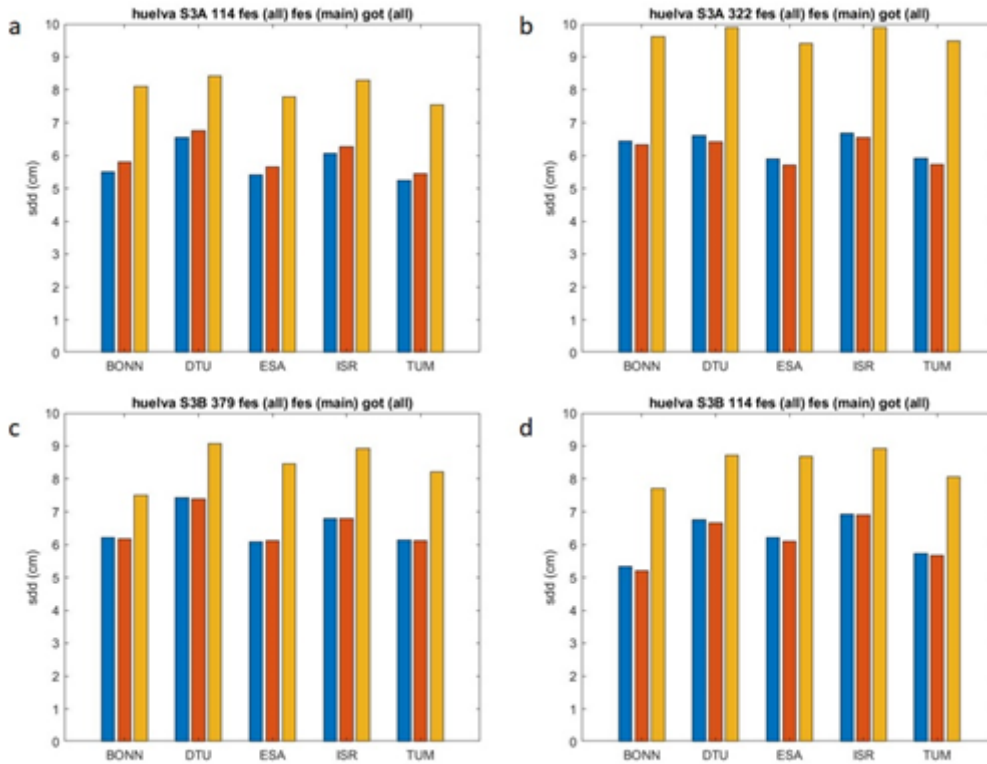 a
huelva S3A 114 fes (all) fes (main) got (all)
10
9
8
7
6
5
4
3
2
1
0
sdd (cm)
BONN DTU ESA ISR TUM
b
huelva S3A 322 fes (all) fes (main) got (all)
10
9
8
7
6
5
4
3
2
1
0
sdd (cm)
BONN DTU ESA ISR TUM
c
huelva S3B 379 fes (all) fes (main) got (all)
10
9
8
7
6
5
4
3
2
1
0
sdd (cm)
BONN DTU ESA ISR TUM
d
huelva S3B 114 fes (all) fes (main) got (all)
10
9
8
7
6
5
4
3
2
1
0
sdd (cm)
BONN DTU ESA ISR TUM